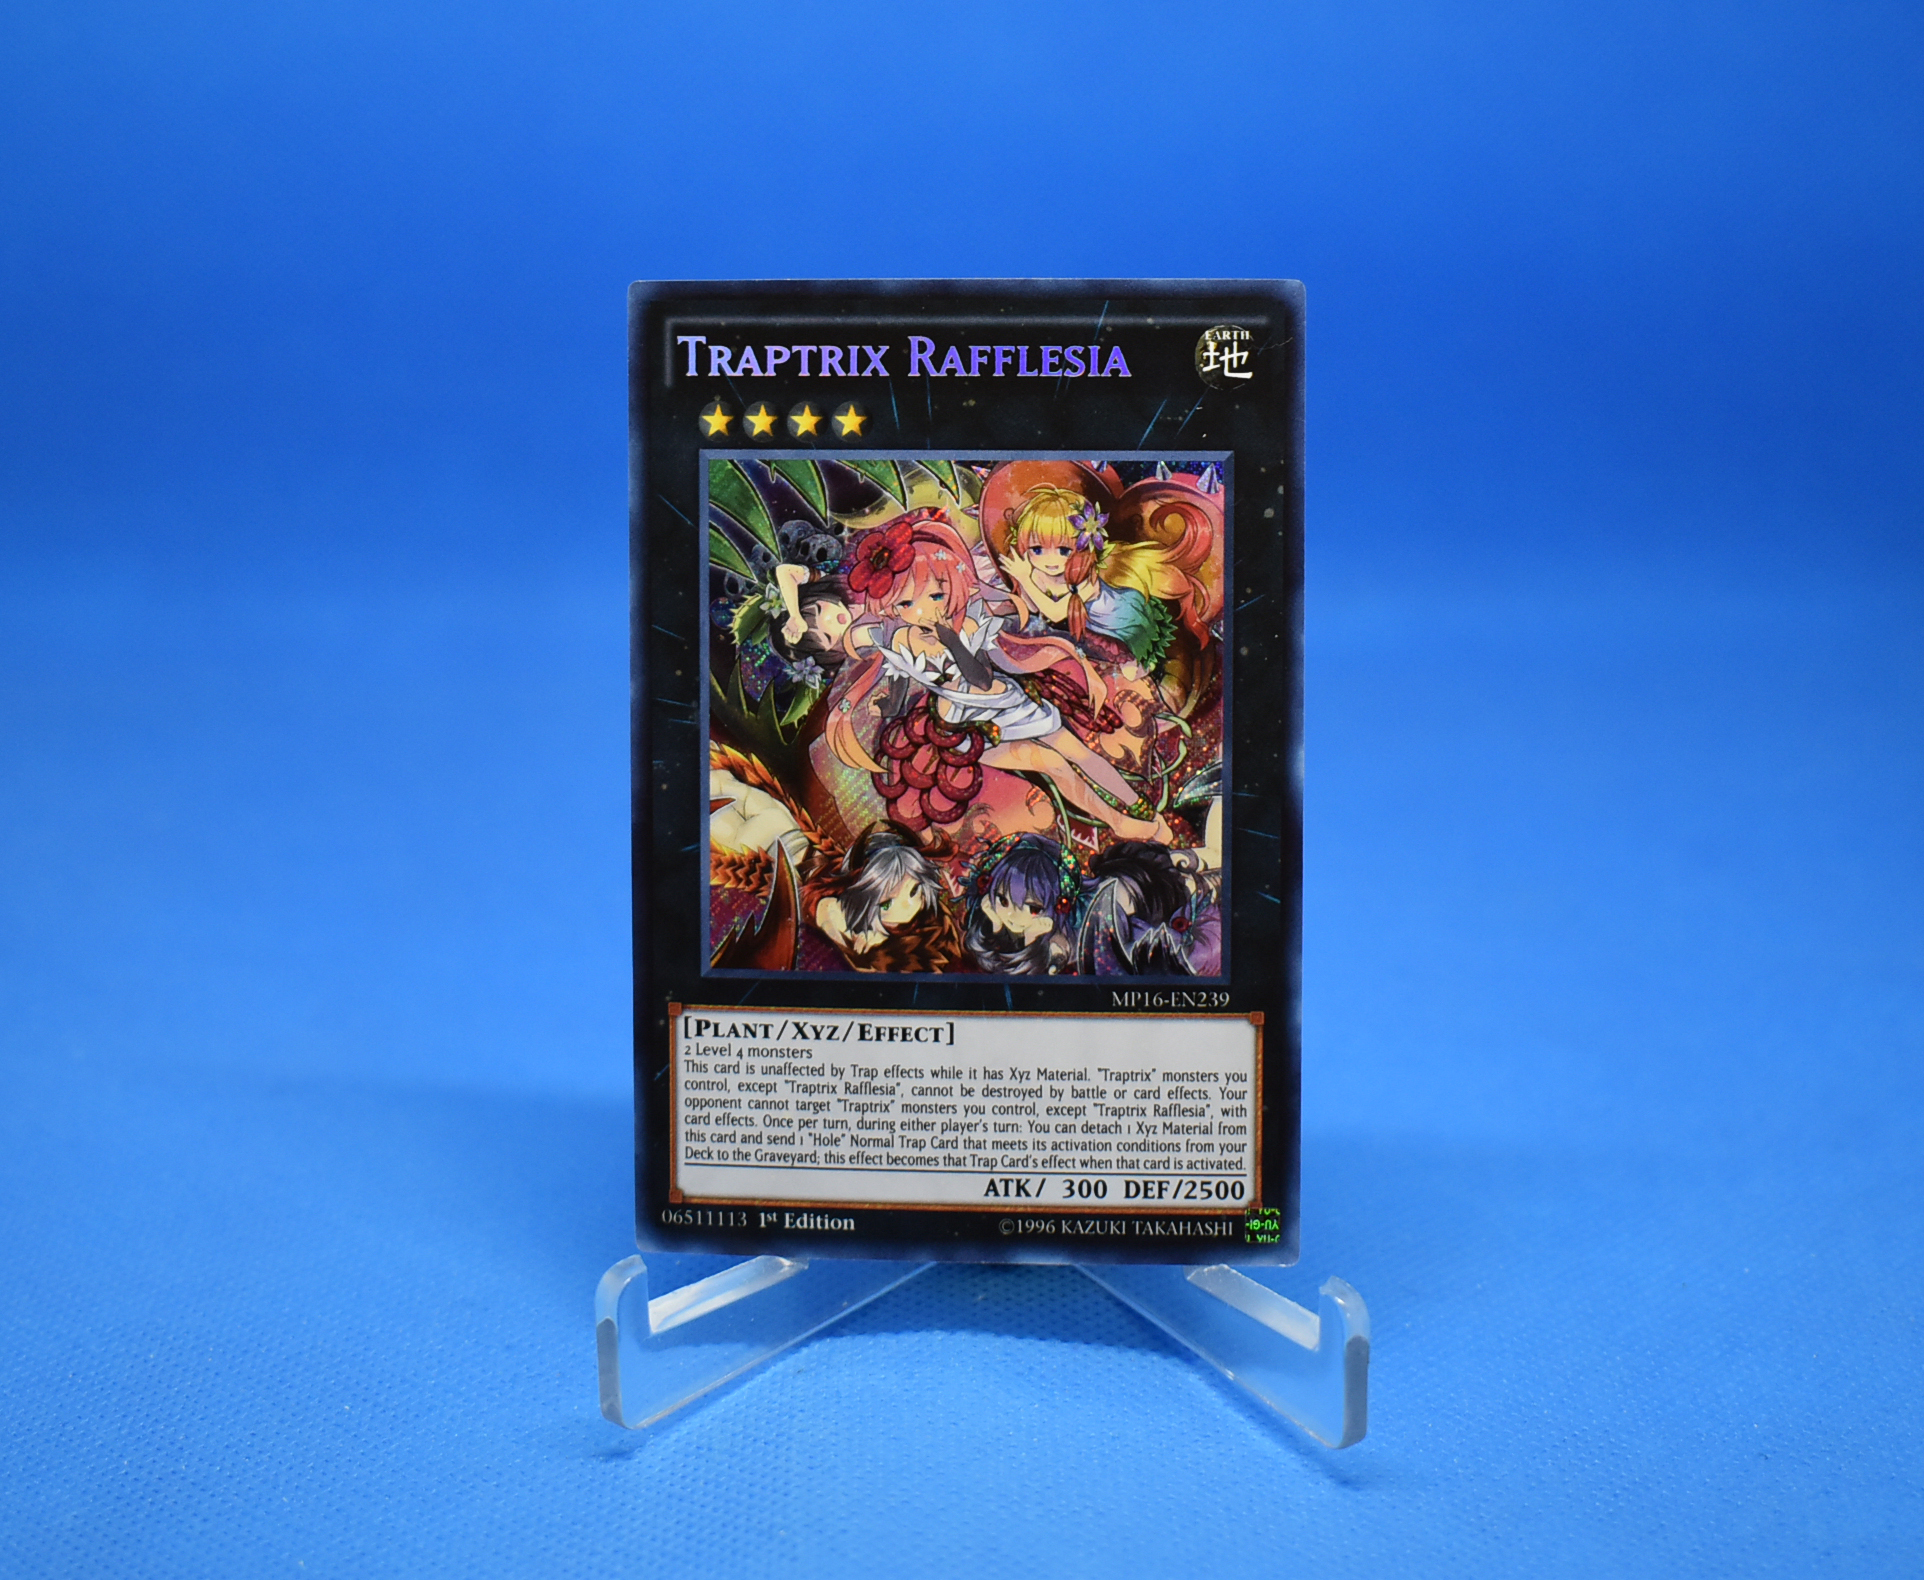 TRAPTRIX RAFFLESIA
EARTH
地
MP16-EN239
[PLANT/XYZ/EFFECT]
2 Level 4 monsters
This card is unaffected by Trap effects while it has Xyz Material. "Traptrix" monsters you
control, except "Traptrix Rafflesia", cannot be destroyed by battle or card effects. Your
opponent cannot target "Traptrix" monsters you control, except "Traptrix Rafflesia", with
card effects. Once per turn, during either player's turn: You can detach 1 Xyz Material from
this card and send 1 "Hole" Normal Trap Card that meets its activation conditions from your
Deck to the Graveyard; this effect becomes that Trap Card's effect when that card is activated.
ATK/ 300 DEF/2500
06511113 1st Edition ©1996 KAZUKI TAKAHASHI